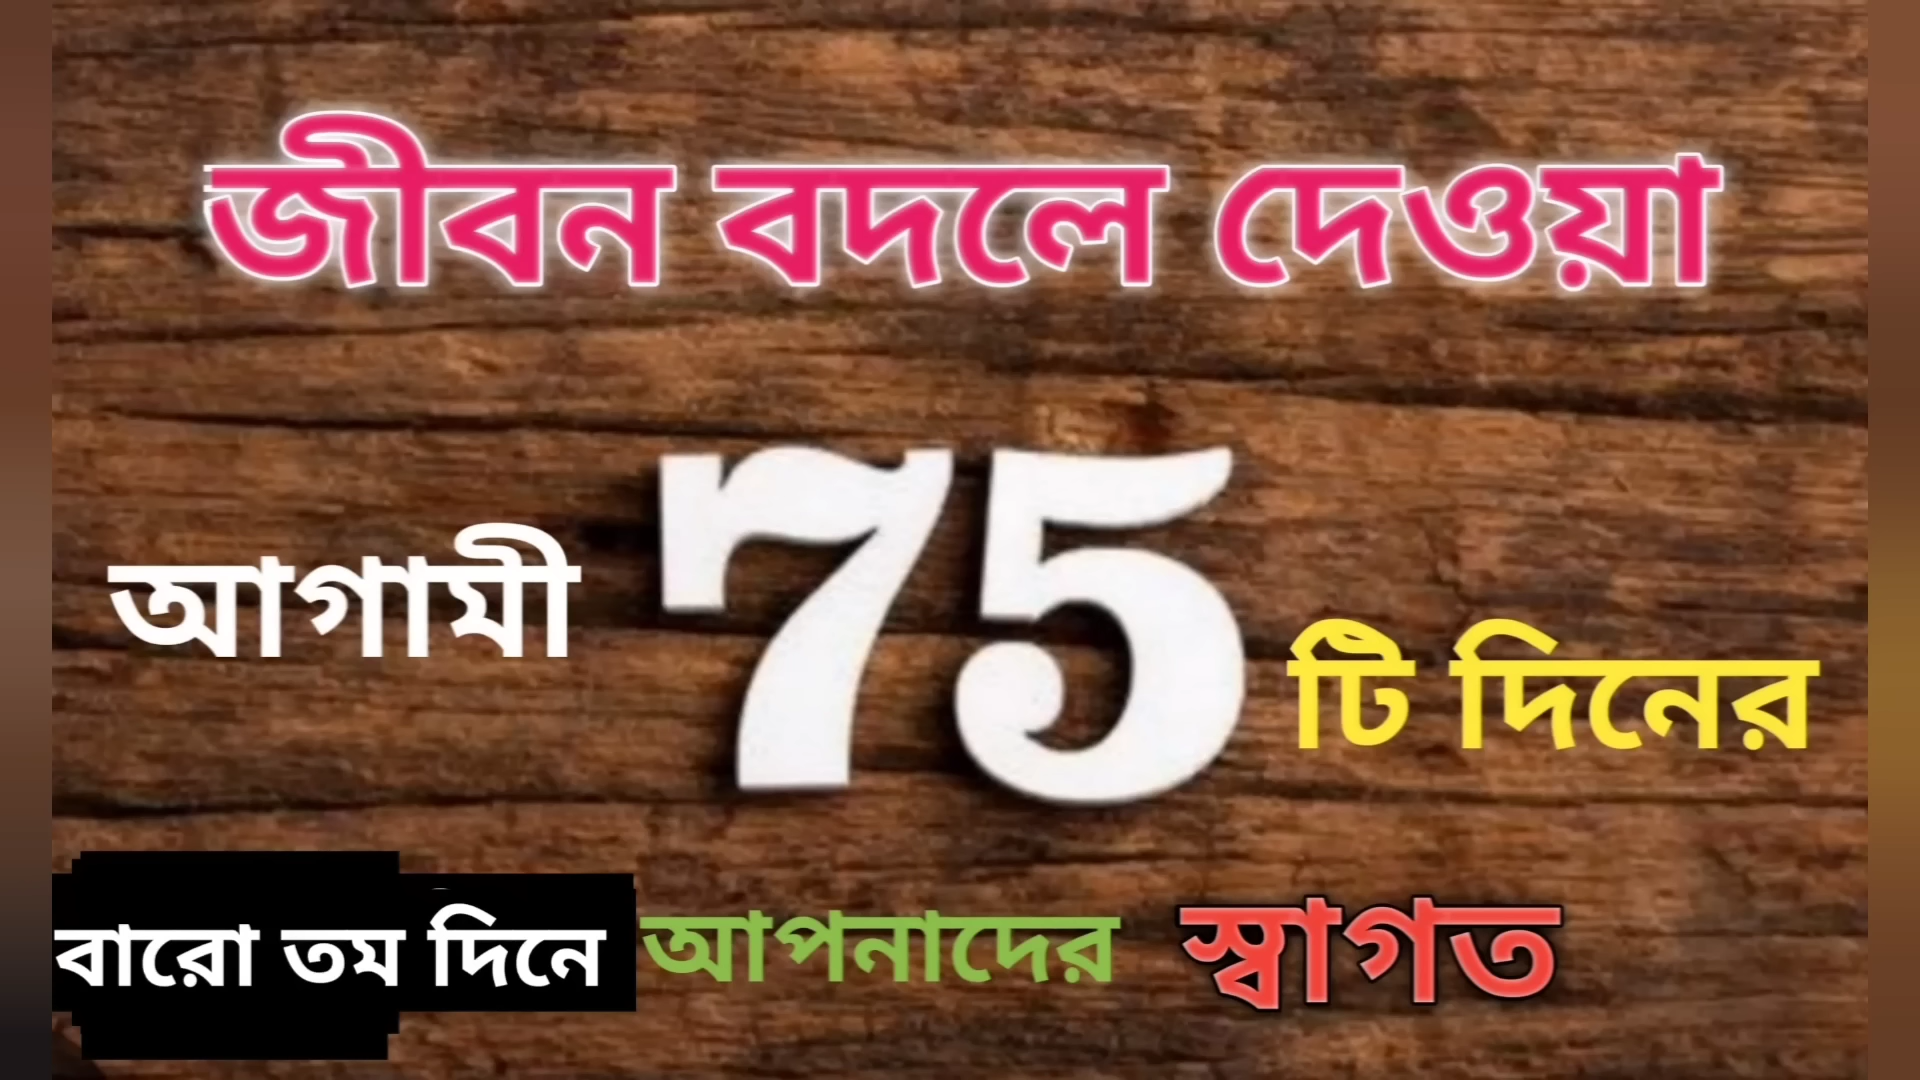 জীবন বদলে দেওয়া
আগামী 75 টি দিনের
বারো তম দিনে আপনাদের স্বাগত